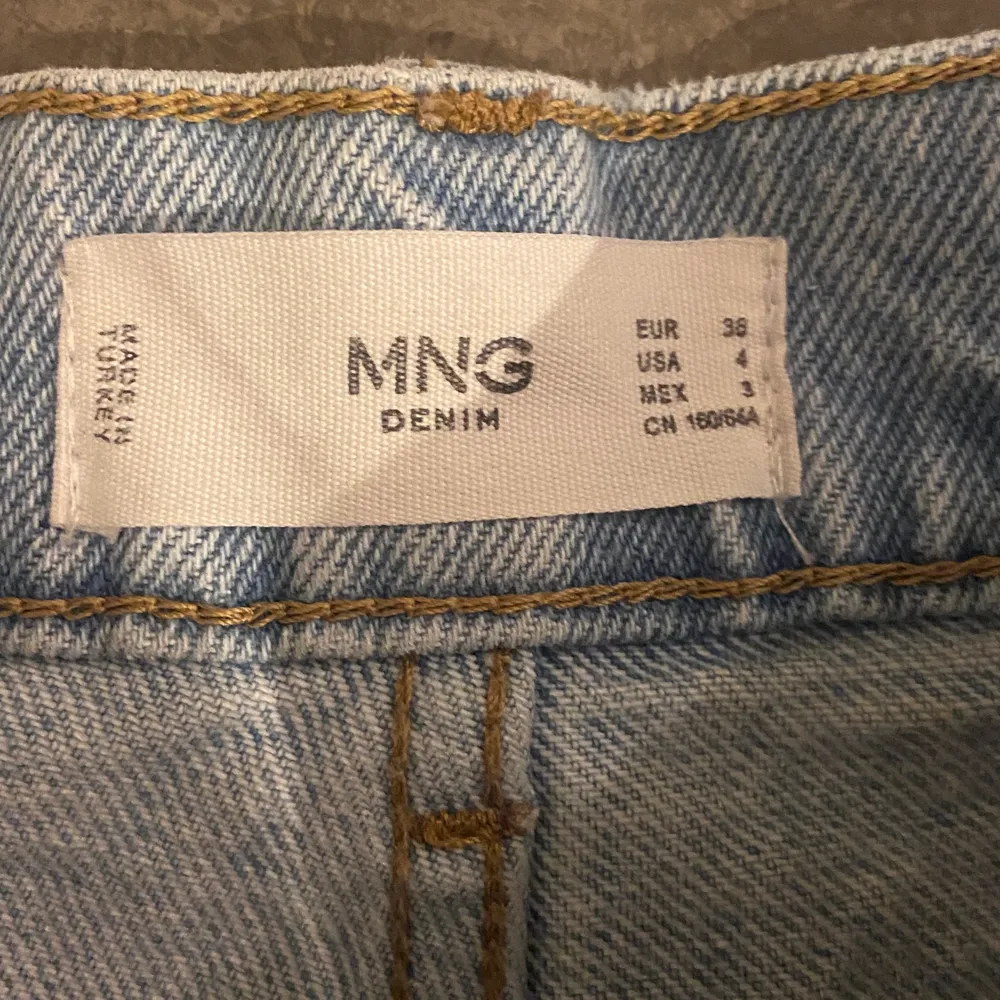 MADE IN
TURKEY
MNG
DENIM
EUR 36
USA 4
MEX 3
CN 160/64A